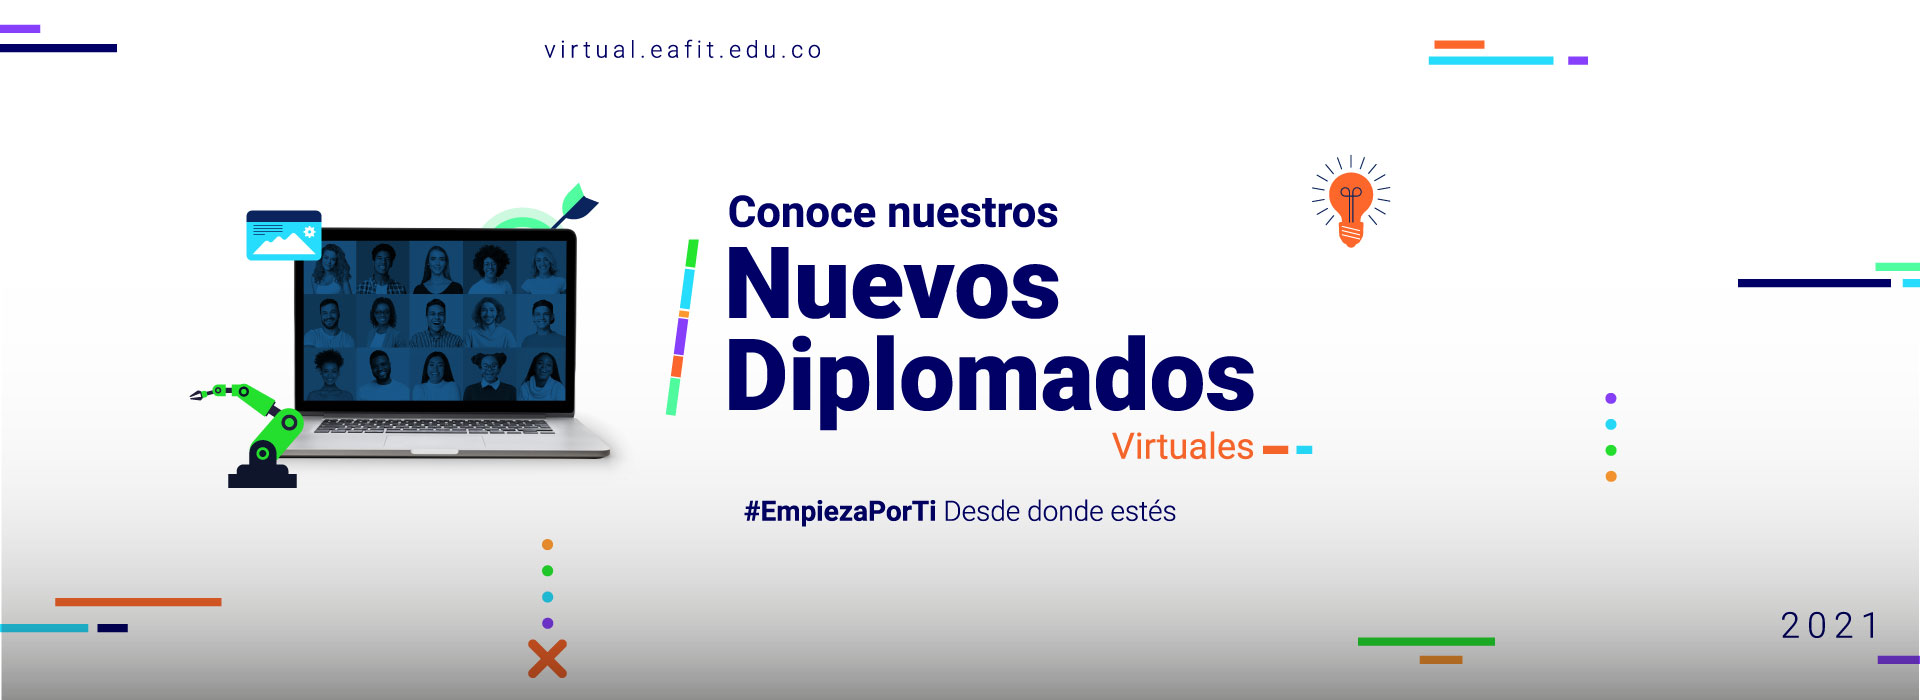 virtual.eafit.edu.co
Conoce nuestros
Nuevos
Diplomados
Virtuales
#EmpiezaPorTi Desde donde estés
2021